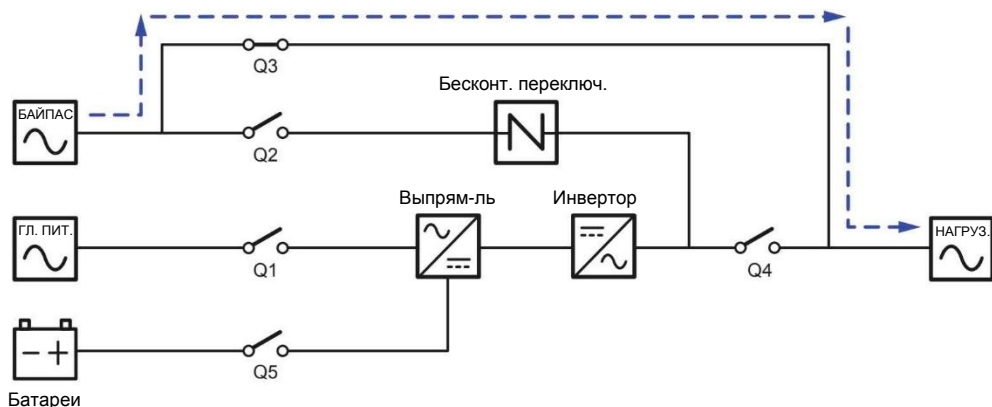 Q3
Бесконт. переключ.
БАЙПАС
Q2
Выпрям-ль
Инвертор
ГЛ. ПИТ.
НАГРУЗ.
Q1
Q4
Q5
Батареи